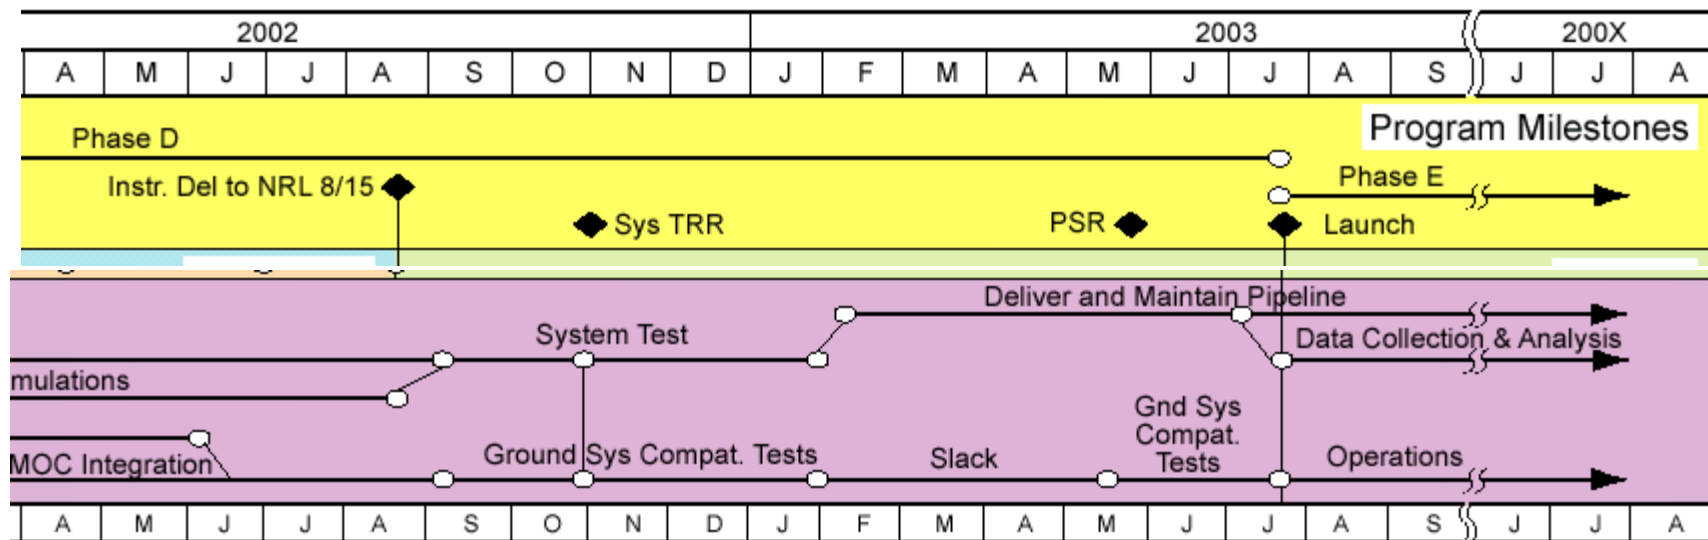 2002 2003 200X
A M J J A S O N D J F M A M J J A S J J A
Program Milestones
Phase D
Phase E
Instr. Del to NRL 8/15
Sys TRR
PSR
Launch
Deliver and Maintain Pipeline
System Test
Data Collection & Analysis
mulations
Gnd Sys
Compat.
Tests
MOC Integration
Ground Sys Compat. Tests
Slack
Operations
A M J J A S O N D J F M A M J J A S J J A